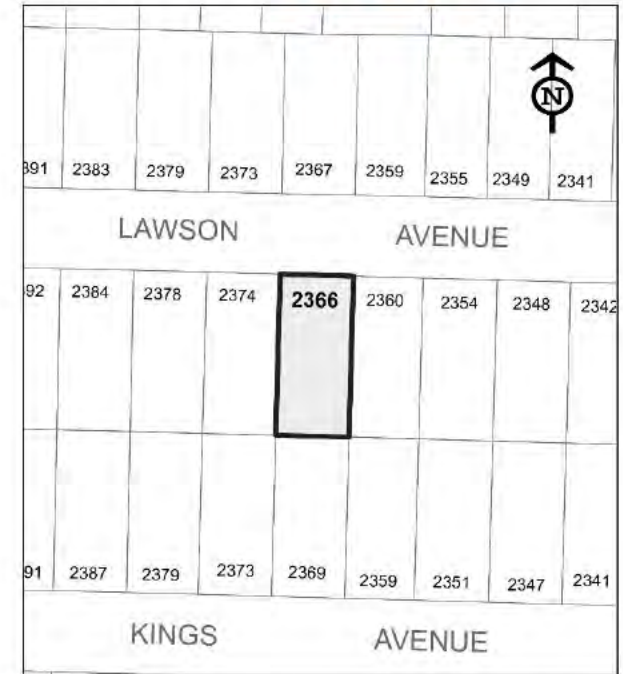 N
391 2383 2379 2373 2367 2359 2355 2349 2341
LAWSON AVENUE
92 2384 2378 2374 2366 2360 2354 2348 2342
91 2387 2379 2373 2369 2359 2351 2347 2341
KINGS AVENUE